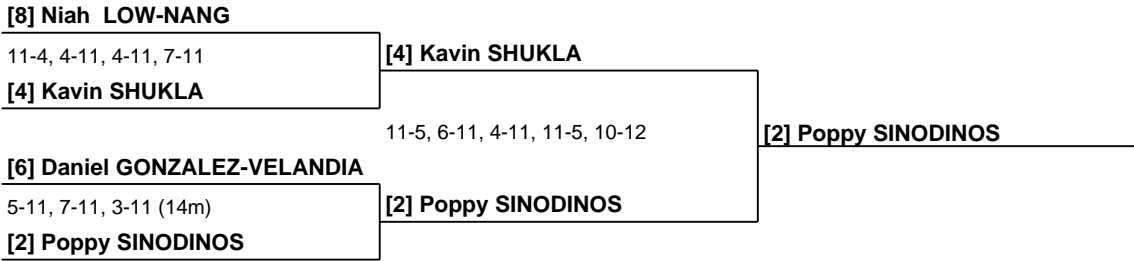 [8] Niah LOW-NANG
11-4, 4-11, 4-11, 7-11
[4] Kavin SHUKLA
[4] Kavin SHUKLA
11-5, 6-11, 4-11, 11-5, 10-12
[2] Poppy SINODINOS
[6] Daniel GONZALEZ-VELANDIA
5-11, 7-11, 3-11 (14m)
[2] Poppy SINODINOS
[2] Poppy SINODINOS